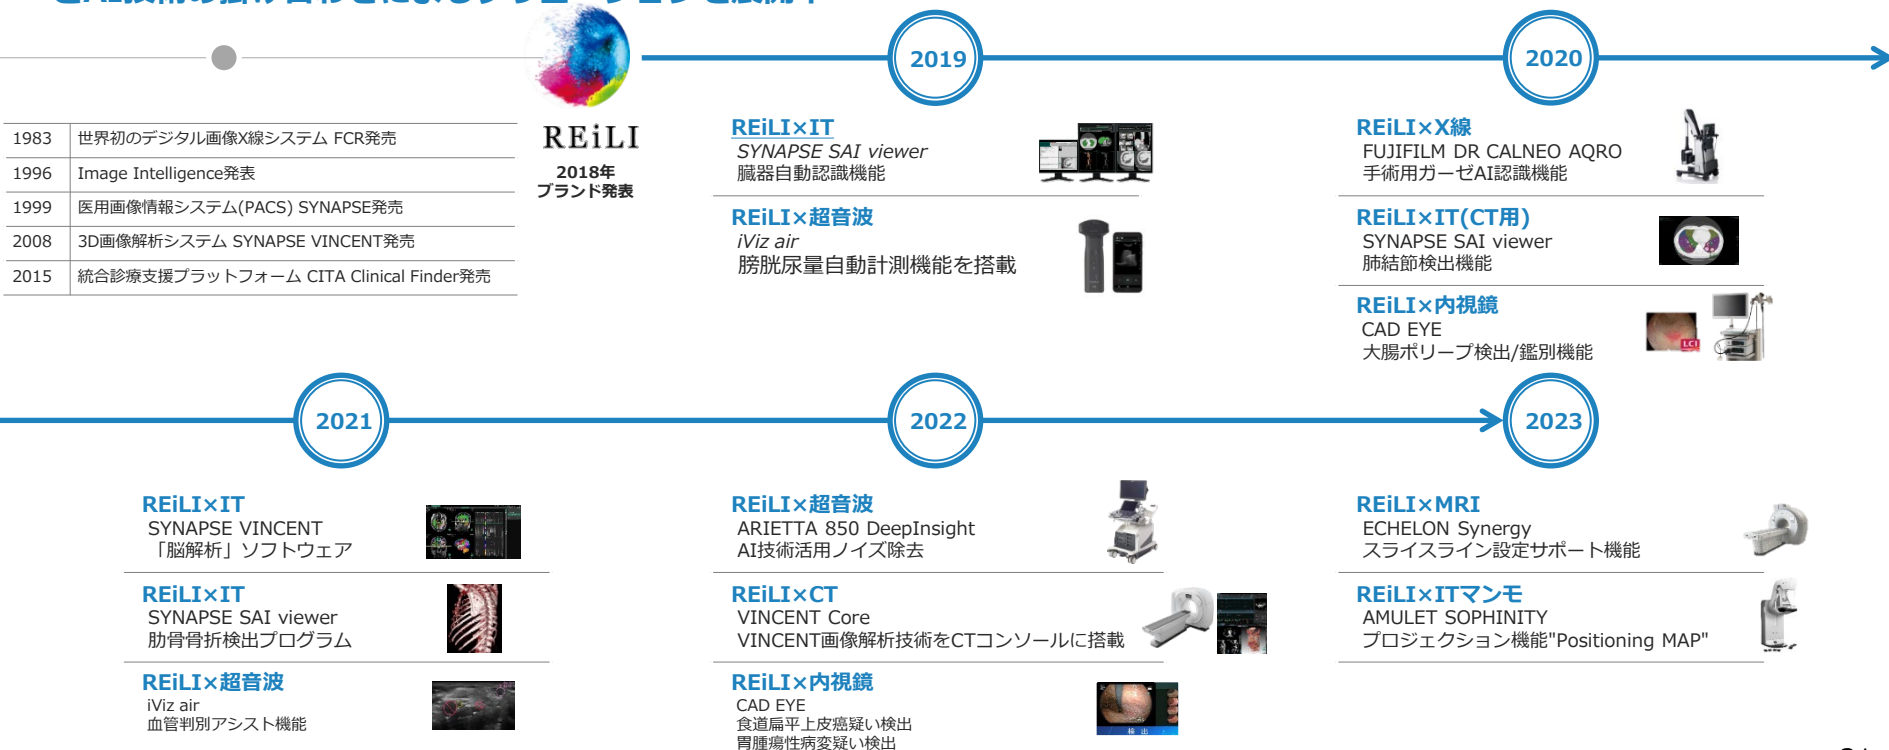 2019
2020
1983 世界初のデジタル画像X線システム FCR発売
1996 Image Intelligence発表
1999 医用画像情報システム(PACS) SYNAPSE発売
2008 3D画像解析システム SYNAPSE VINCENT発売
2015 統合診療支援プラットフォーム CITA Clinical Finder発売
REiLI
2018年
ブランド発表
REiLI×IT
SYNAPSE SAI viewer
臓器自動認識機能
REiLI×超音波
iViz air
膀胱尿量自動計測機能を搭載
REiLI×X線
FUJIFILM DR CALNEO AQRO
手術用ガーゼAI認識機能
REiLI×IT(CT用)
SYNAPSE SAI viewer
肺結節検出機能
REiLI×内視鏡
CAD EYE
大腸ポリープ検出/鑑別機能
LCI
2021
2022
2023
REiLI×IT
SYNAPSE VINCENT
「脳解析」ソフトウェア
REiLI×IT
SYNAPSE SAI viewer
肋骨骨折検出プログラム
REiLI×超音波
iViz air
血管判別アシスト機能
REiLI×超音波
ARIETTA 850 DeepInsight
AI技術活用ノイズ除去
REiLI×CT
VINCENT Core
VINCENT画像解析技術をCTコンソールに搭載
REiLI×内視鏡
CAD EYE
食道扁平上皮癌疑い検出
胃腫瘍性病変疑い検出
検出
REiLI×MRI
ECHELON Synergy
スライスライン設定サポート機能
REiLI×ITマンモ
AMULET SOPHINITY
プロジェクション機能"Positioning MAP"